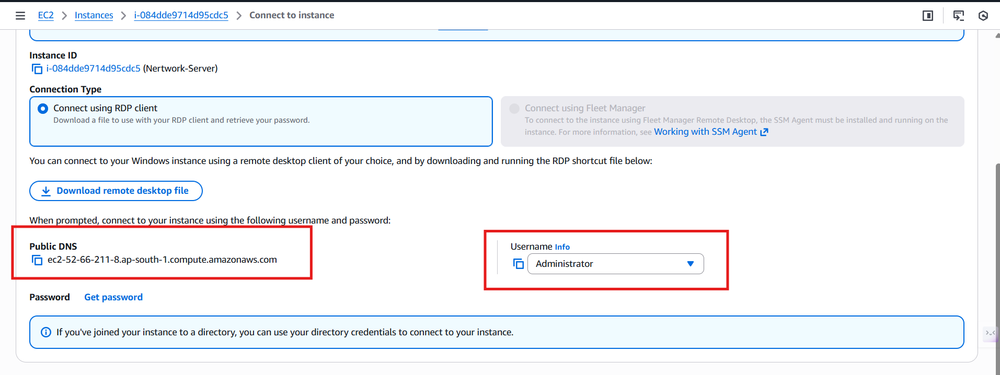 EC2 > Instances > i-084dde9714d95cdc5 > Connect to instance
Instance ID
i-084dde9714d95cdc5 (Nertwork-Server)
Connection Type
Connect using RDP client
Download a file to use with your RDP client and retrieve your password.
Connect using Fleet Manager
To connect to the instance using Fleet Manager Remote Desktop, the SSM Agent must be installed and running on the
instance. For more information, see Working with SSM Agent
You can connect to your Windows instance using a remote desktop client of your choice, and by downloading and running the RDP shortcut file below:
Download remote desktop file
When prompted, connect to your instance using the following username and password:
Public DNS
ec2-52-66-211-8.ap-south-1.compute.amazonaws.com
Username Info
Administrator
Password Get password
If you've joined your instance to a directory, you can use your directory credentials to connect to your instance.